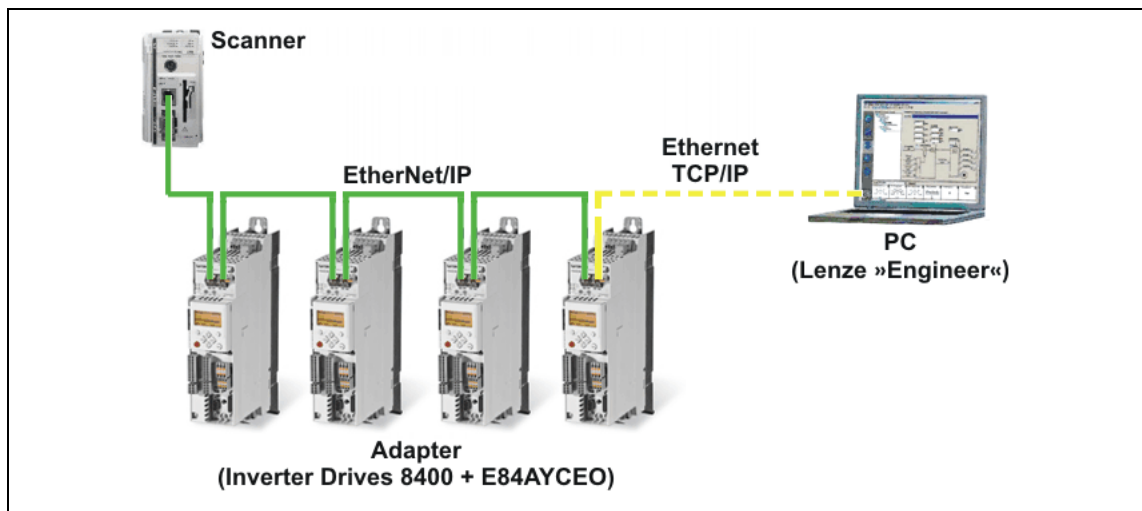 Scanner
EtherNet/IP
Ethernet
TCP/IP
PC
(Lenze »Engineer«)
Adapter
(Inverter Drives 8400 + E84AYCEO)